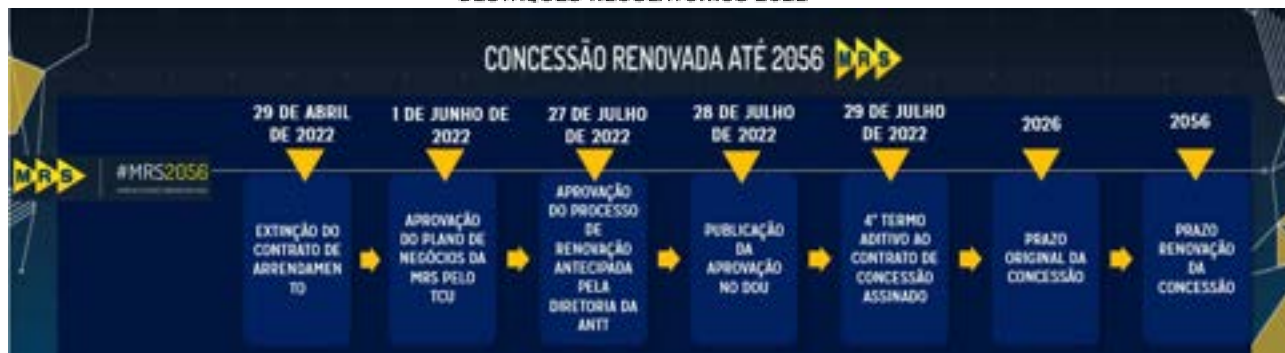 CONCESSÃO RENOVADA ATÉ 2056 MRS
29 DE ABRIL
DE 2022
1 DE JUNHO DE
2022
27 DE JULHO
DE 2022
28 DE JULHO
DE 2022
29 DE JULHO
DE 2022
2026
2056
MRS
#MRS2056
EXTINÇÃO DO
CONTRATO DE
ARRENDAMEN
TO
APROVAÇÃO
DO PLANO DE
NEGÓCIOS DA
MRS PELO
TCU
APROVAÇÃO
DO PROCESSO
DE
RENOVAÇÃO
ANTECIPADA
PELA
DIRETORIA DA
ANTT
PUBLICAÇÃO
DA
APROVAÇÃO
NO DOU
4º TERMO
ADITIVO AO
CONTRATO DE
CONCESSÃO
ASSINADO
PRAZO
ORIGINAL DA
CONCESSÃO
PRAZO
RENOVAÇÃO
DA
CONCESSÃO